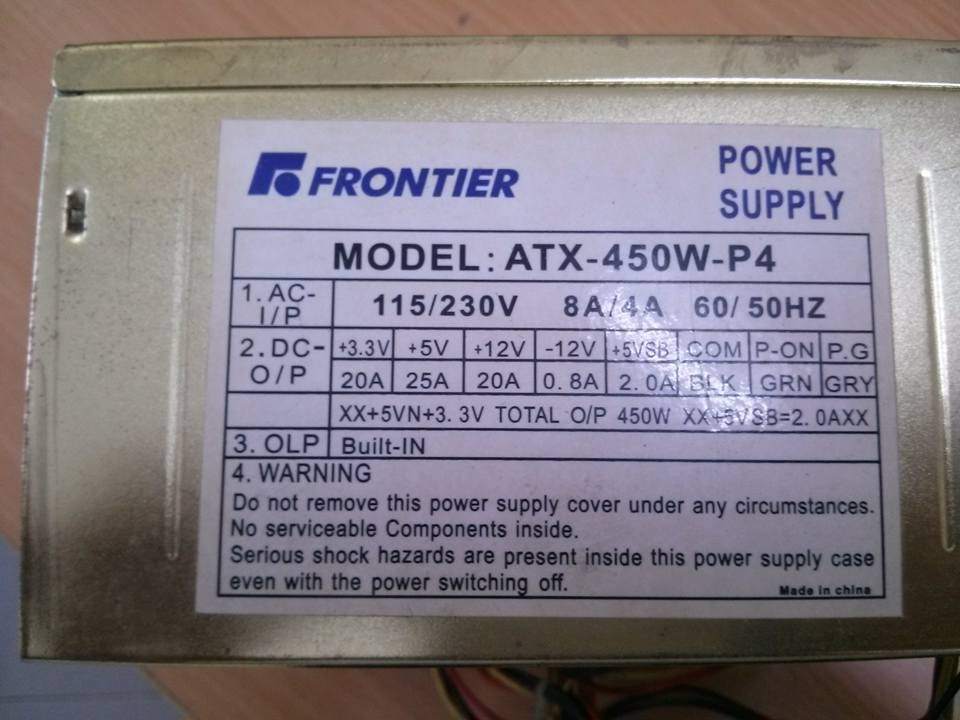 FRONTIER
POWER
SUPPLY
MODEL: ATX-450W-P4
1. AC-
I/P
115/230V 8A/4A 60/50HZ
2. DC-
O/P
+3.3V +5V +12V -12V +5VSB COM P-ON P.G
20A 25A 20A 0.8A 2.0A BLK GRN GRY
XX+5VN+3.3V TOTAL O/P 450W XX+5VSB=2.0AXX
3. OLP Built-IN
4. WARNING
Do not remove this power supply cover under any circumstances.
No serviceable Components inside.
Serious shock hazards are present inside this power supply case
even with the power switching off.
Made in china